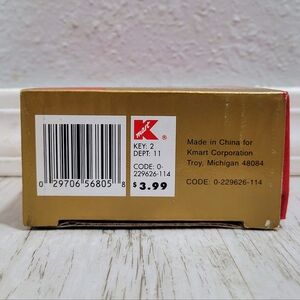 0 29706 56805 8
K
mart
®
KEY: 2
DEPT: 11
CODE: 0-
229626-114
$3.99
Made in China for
Kmart Corporation
Troy, Michigan 48084
CODE: 0-229626-114